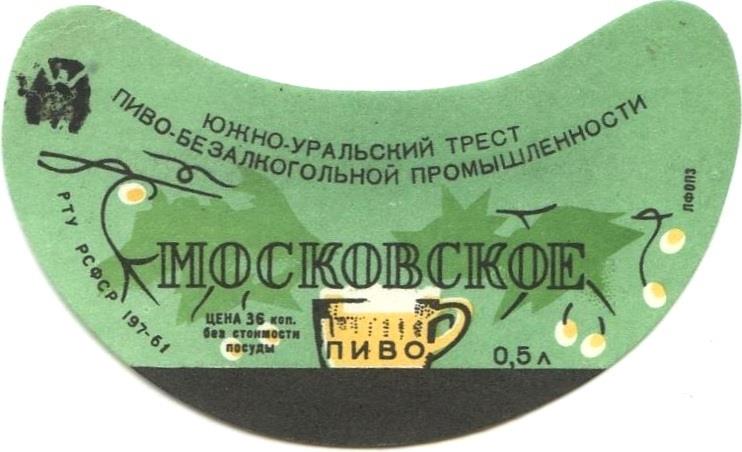 ЮЖНО-УРАЛЬСКИЙ ТРЕСТ
ПИВО-БЕЗАЛКОГОЛЬНОЙ ПРОМЫШЛЕННОСТИ
РТУ РСФСР 197-61
ЛФОПЗ
МОСКОВСКОЕ
ЦЕНА 36 коп.
без стоимости
посуды
ПИВО
0,5 л